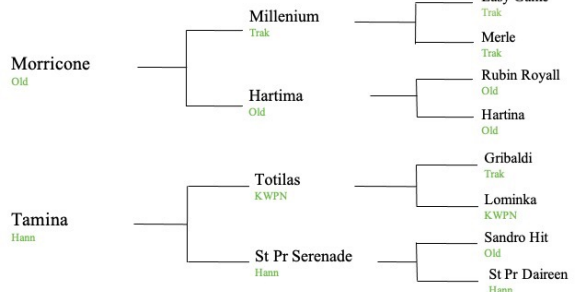 Trak
Millenium
Trak
Merle
Trak
Morricone
Old
Rubin Royall
Old
Hartima
Old
Hartina
Old
Gribaldi
Trak
Totilas
KWPN
Lominka
KWPN
Tamina
Hann
Sandro Hit
Old
St Pr Serenade
Hann
St Pr Daireen
Hann